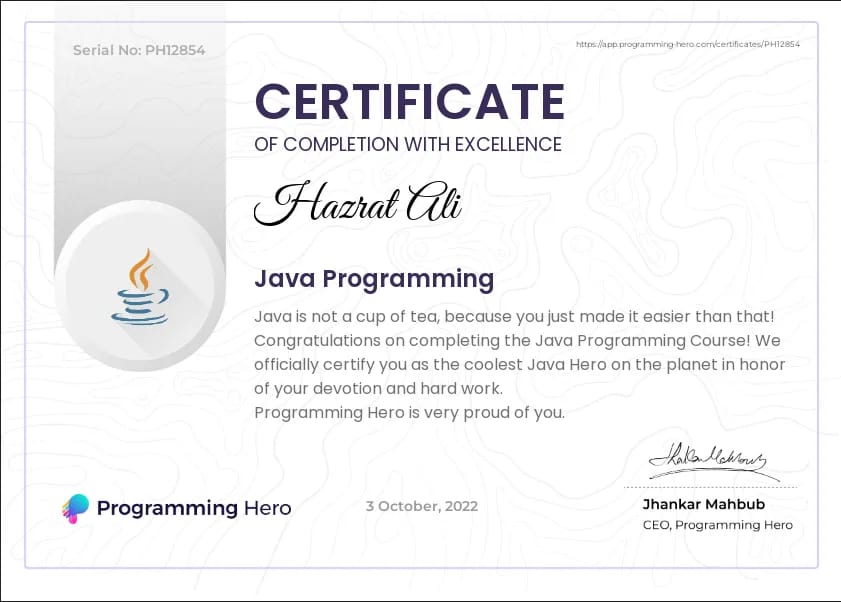 Serial No: PH12854
https://app.programming-hero.com/certificates/PH12854
CERTIFICATE
OF COMPLETION WITH EXCELLENCE
Hazrat Ali
Java Programming
Java is not a cup of tea, because you just made it easier than that!
Congratulations on completing the Java Programming Course! We
officially certify you as the coolest Java Hero on the planet in honor
of your devotion and hard work.
Programming Hero is very proud of you.
Programming Hero
3 October, 2022
Jhankar Mahbub
CEO, Programming Hero